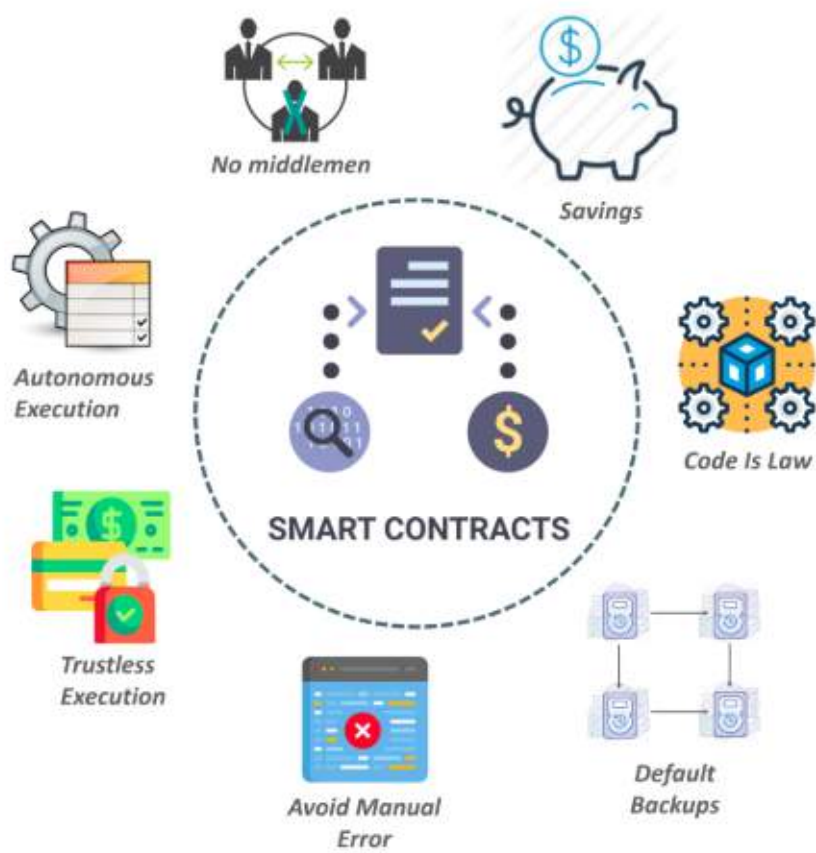 No middlemen
Savings
Autonomous
Execution
Code Is Law
SMART CONTRACTS
Trustless
Execution
Avoid Manual
Error
Default
Backups